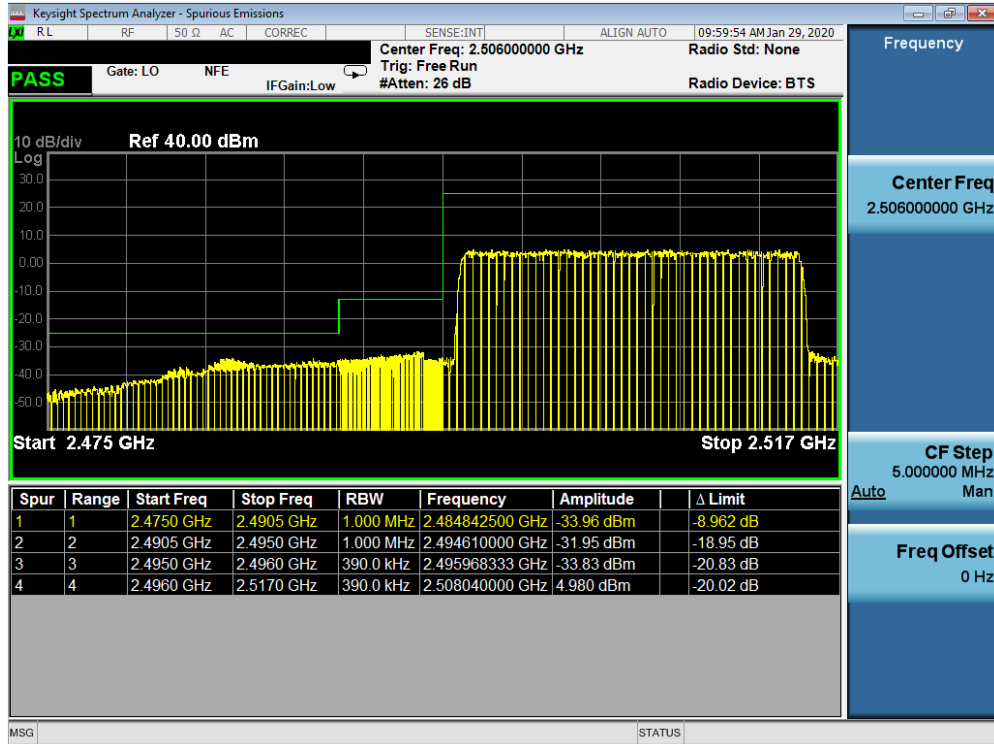 Keysight Spectrum Analyzer - Spurious Emissions
LXI RL RF 50 Ω AC CORREC SENSE:INT ALIGN AUTO 09:59:54 AM Jan 29, 2020
Center Freq: 2.506000000 GHz Radio Std: None
PASS Gate: LO NFE Trig: Free Run
IFGain:Low #Atten: 26 dB Radio Device: BTS
10 dB/div Ref 40.00 dBm
Log
30.0
20.0
10.0
0.00
-10.0
-20.0
-30.0
-40.0
-50.0
Start 2.475 GHz Stop 2.517 GHz
Spur Range Start Freq Stop Freq RBW Frequency Amplitude Δ Limit
1 1 2.4750 GHz 2.4905 GHz 1.000 MHz 2.484842500 GHz -33.96 dBm -8.962 dB
2 2 2.4905 GHz 2.4950 GHz 1.000 MHz 2.494610000 GHz -31.95 dBm -18.95 dB
3 3 2.4950 GHz 2.4960 GHz 390.0 kHz 2.495968333 GHz -33.83 dBm -20.83 dB
4 4 2.4960 GHz 2.5170 GHz 390.0 kHz 2.508040000 GHz 4.980 dBm -20.02 dB
MSG STATUS
Frequency
Center Freq
2.506000000 GHz
CF Step
5.000000 MHz
Auto Man
Freq Offset
0 Hz